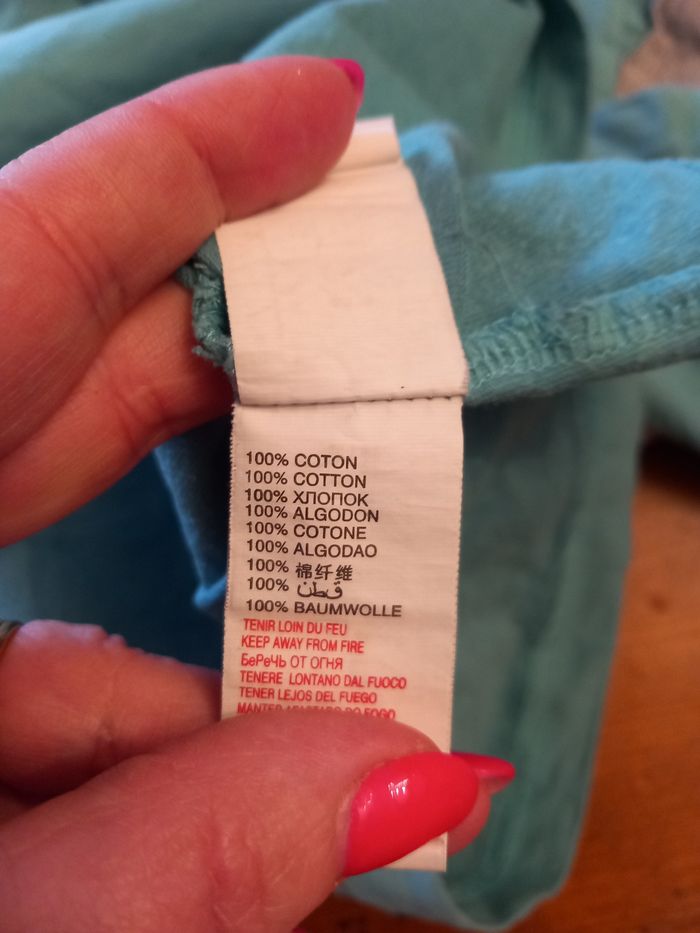 100% COTON
100% COTTON
100% ХЛОПОК
100% ALGODON
100% COTONE
100% ALGODAO
100% 棉纤维
100% قطن
100% BAUMWOLLE
TENIR LOIN DU FEU
KEEP AWAY FROM FIRE
БеРеЧЬ ОТ ОГНЯ
TENERE LONTANO DAL FUOCO
TENER LEJOS DEL FUEGO